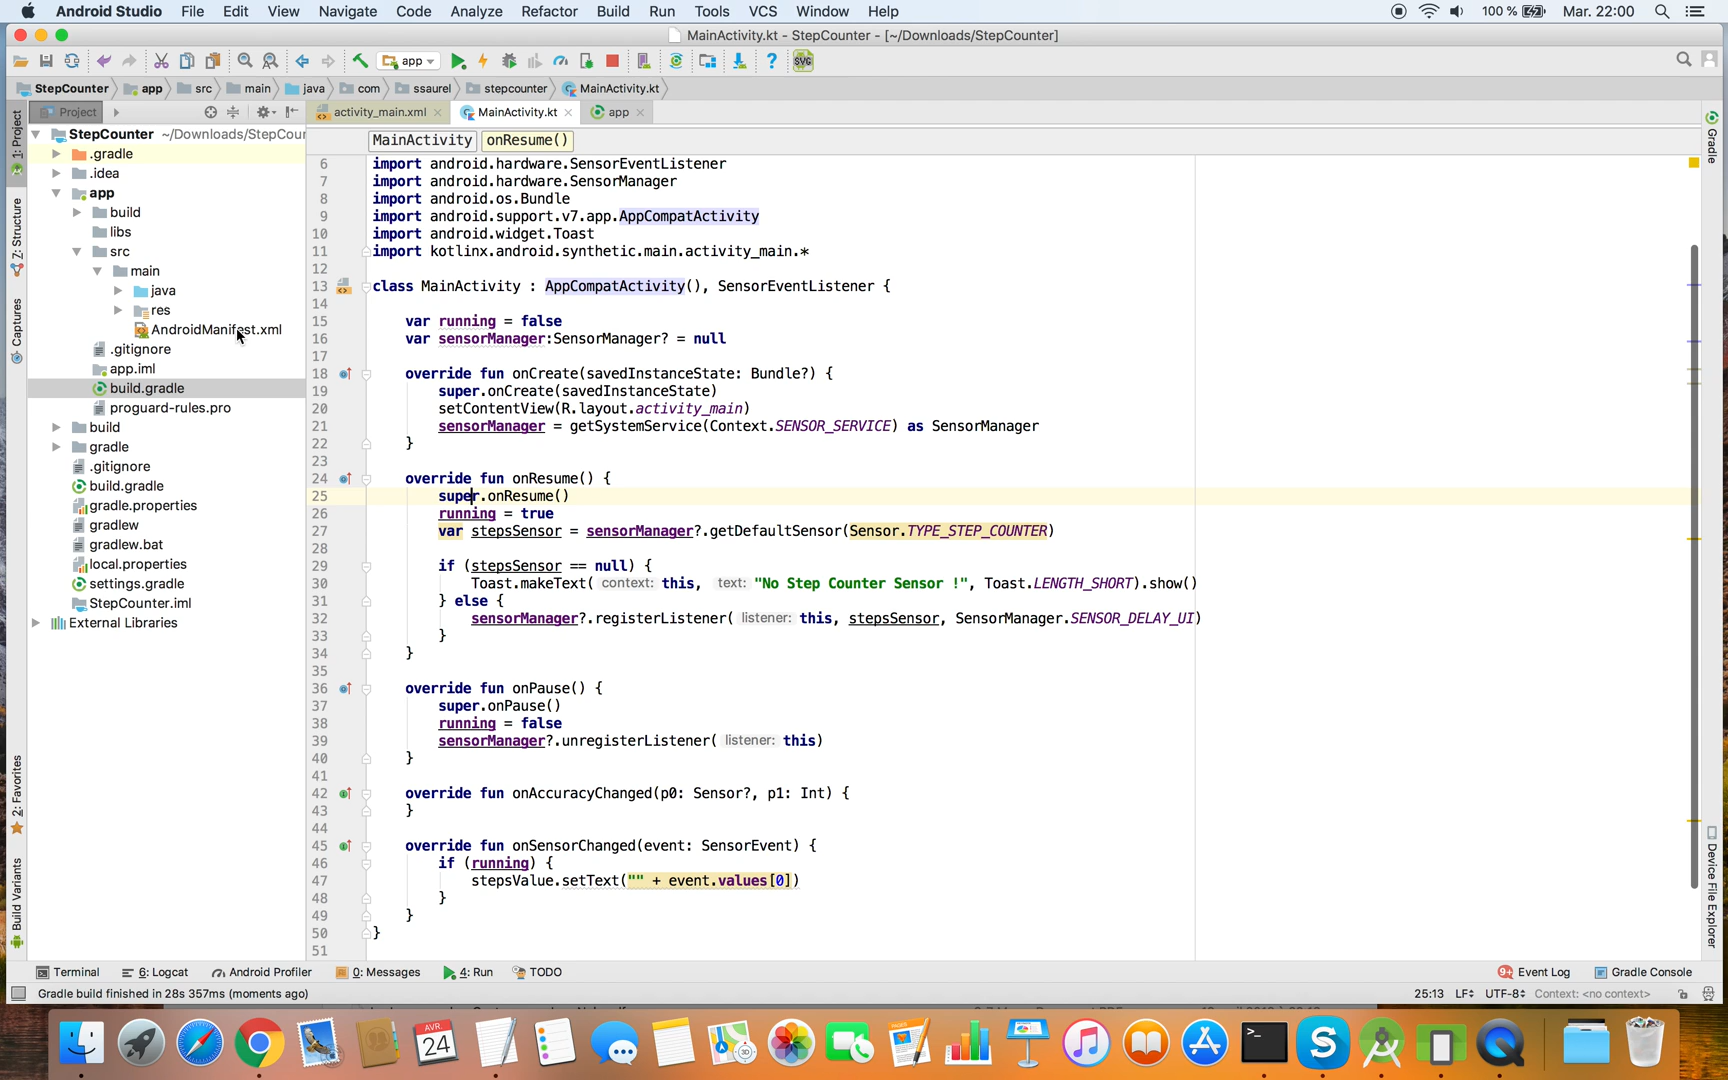 Android Studio File Edit View Navigate Code Analyze Refactor Build Run Tools VCS Window Help 100 % Mar. 22:00
MainActivity.kt - StepCounter - [~/Downloads/StepCounter]
app
SVG
StepCounter app src main java com ssaurel stepcounter MainActivity.kt
Project activity_main.xml MainActivity.kt app
MainActivity onResume()
1: Project
Z: Structure
Captures
2: Favorites
Build Variants
StepCounter ~/Downloads/StepCour
.gradle
.idea
app
build
libs
src
main
java
res
AndroidManifest.xml
.gitignore
app.iml
build.gradle
proguard-rules.pro
build
gradle
.gitignore
build.gradle
gradle.properties
gradlew
gradlew.bat
local.properties
settings.gradle
StepCounter.iml
External Libraries
6 import android.hardware.SensorEventListener
7 import android.hardware.SensorManager
8 import android.os.Bundle
9 import android.support.v7.app.AppCompatActivity
10 import android.widget.Toast
11 import kotlinx.android.synthetic.main.activity_main.*
12
13 class MainActivity : AppCompatActivity(), SensorEventListener {
14
15 var running = false
16 var sensorManager:SensorManager? = null
17
18 override fun onCreate(savedInstanceState: Bundle?) {
19 super.onCreate(savedInstanceState)
20 setContentView(R.layout.activity_main)
21 sensorManager = getSystemService(Context.SENSOR_SERVICE) as SensorManager
22 }
23
24 override fun onResume() {
25 super.onResume()
26 running = true
27 var stepsSensor = sensorManager?.getDefaultSensor(Sensor.TYPE_STEP_COUNTER)
28
29 if (stepsSensor == null) {
30 Toast.makeText( context: this, text: "No Step Counter Sensor !", Toast.LENGTH_SHORT).show()
31 } else {
32 sensorManager?.registerListener( listener: this, stepsSensor, SensorManager.SENSOR_DELAY_UI)
33 }
34 }
35
36 override fun onPause() {
37 super.onPause()
38 running = false
39 sensorManager?.unregisterListener( listener: this)
40 }
41
42 override fun onAccuracyChanged(p0: Sensor?, p1: Int) {
43 }
44
45 override fun onSensorChanged(event: SensorEvent) {
46 if (running) {
47 stepsValue.setText("" + event.values[0])
48 }
49 }
50 }
51
Gradle
Device File Explorer
Terminal 6: Logcat Android Profiler 0: Messages 4: Run TODO 9+ Event Log Gradle Console
Gradle build finished in 28s 357ms (moments ago) 25:13 LF UTF-8 Context: <no context>
AVR.
24